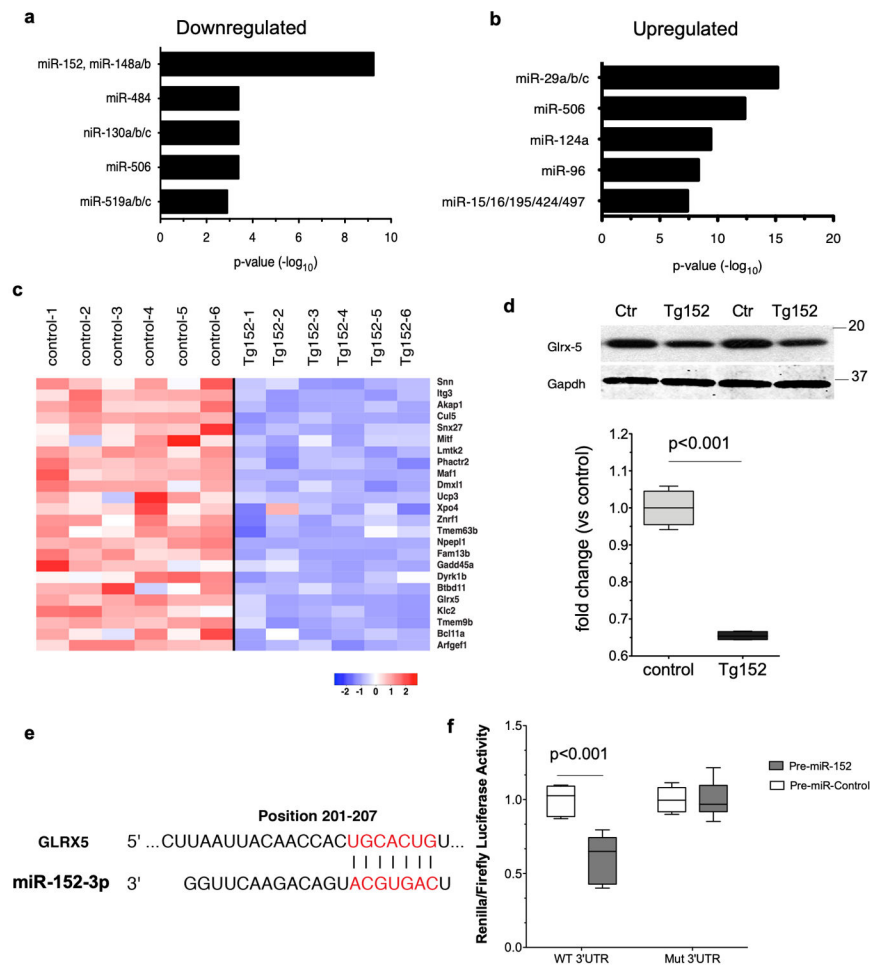 a
Downregulated
miR-152, miR-148a/b
miR-484
niR-130a/b/c
miR-506
miR-519a/b/c
0 2 4 6 8 10
p-value (-log10)
b
Upregulated
miR-29a/b/c
miR-506
miR-124a
miR-96
miR-15/16/195/424/497
0 5 10 15 20
p-value (-log10)
c
control-1 control-2 control-3 control-4 control-5 control-6 Tg152-1 Tg152-2 Tg152-3 Tg152-4 Tg152-5 Tg152-6
Snn
Itg3
Akap1
Cul5
Snx27
Mitf
Lmtk2
Phactr2
Maf1
Dmxl1
Ucp3
Xpo4
Znrf1
Tmem63b
Npepl1
Fam13b
Gadd45a
Dyrk1b
Btbd11
Glrx5
Klc2
Tmem9b
Bcl11a
Arfgef1
-2 -1 0 1 2
d
Ctr Tg152 Ctr Tg152
20
Glrx-5
37
Gapdh
fold change (vs control)
1.2
1.1
1.0
0.9
0.8
0.7
0.6
p<0.001
control Tg152
e
Position 201-207
GLRX5 5' ...CUUAAUUACAACCACUGCACUGU...
miR-152-3p 3' GGUUCAAGACAGUACGUGACU
f
Renilla/Firefly Luciferase Activity
1.5
1.0
0.5
0.0
p<0.001
WT 3'UTR Mut 3'UTR
Pre-miR-152
Pre-miR-Control